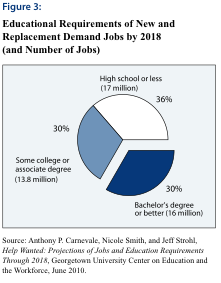 Figure 3:
Educational Requirements of New and
Replacement Demand Jobs by 2018
(and Number of Jobs)
High school or less
(17 million)
36%
30%
Some college or
associate degree
(13.8 million)
30%
Bachelor's degree
or better (16 million)
Source: Anthony P. Carnevale, Nicole Smith, and Jeff Strohl,
Help Wanted: Projections of Jobs and Education Requirements
Through 2018, Georgetown University Center on Education and
the Workforce, June 2010.